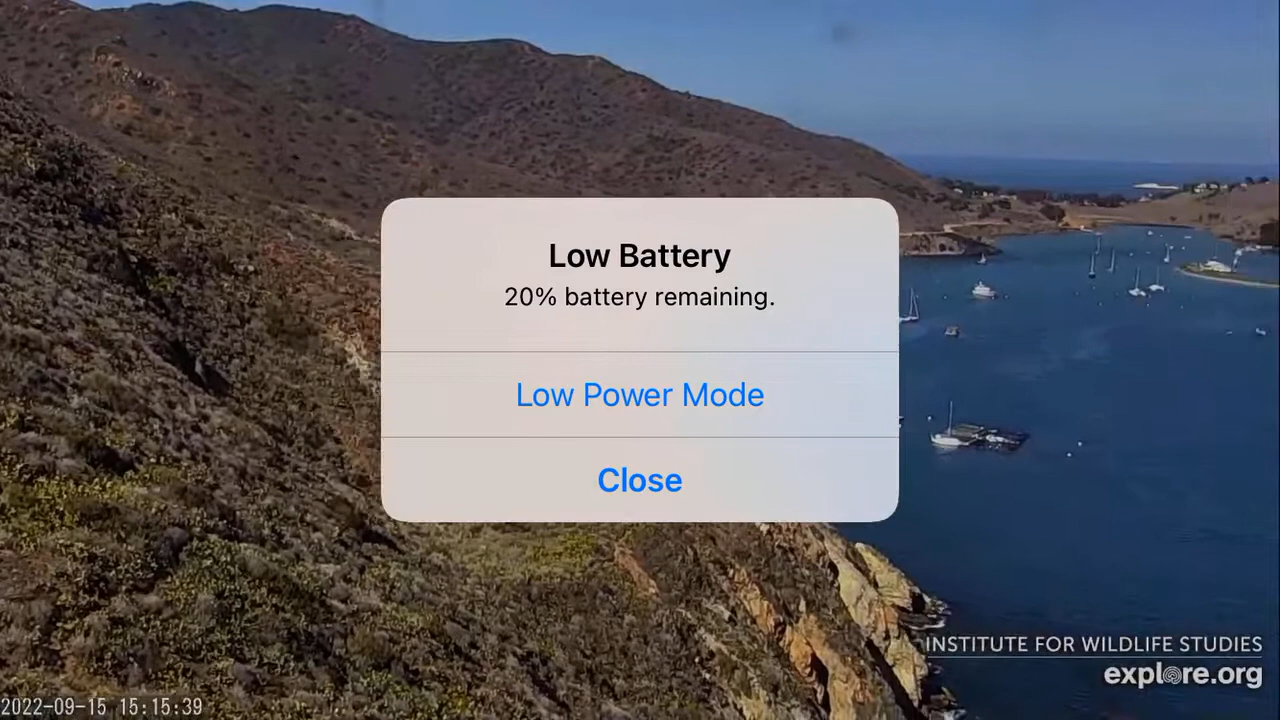 Low Battery
20% battery remaining.
Low Power Mode
Close
INSTITUTE FOR WILDLIFE STUDIES
explore.org
2022-09-15 15:15:39